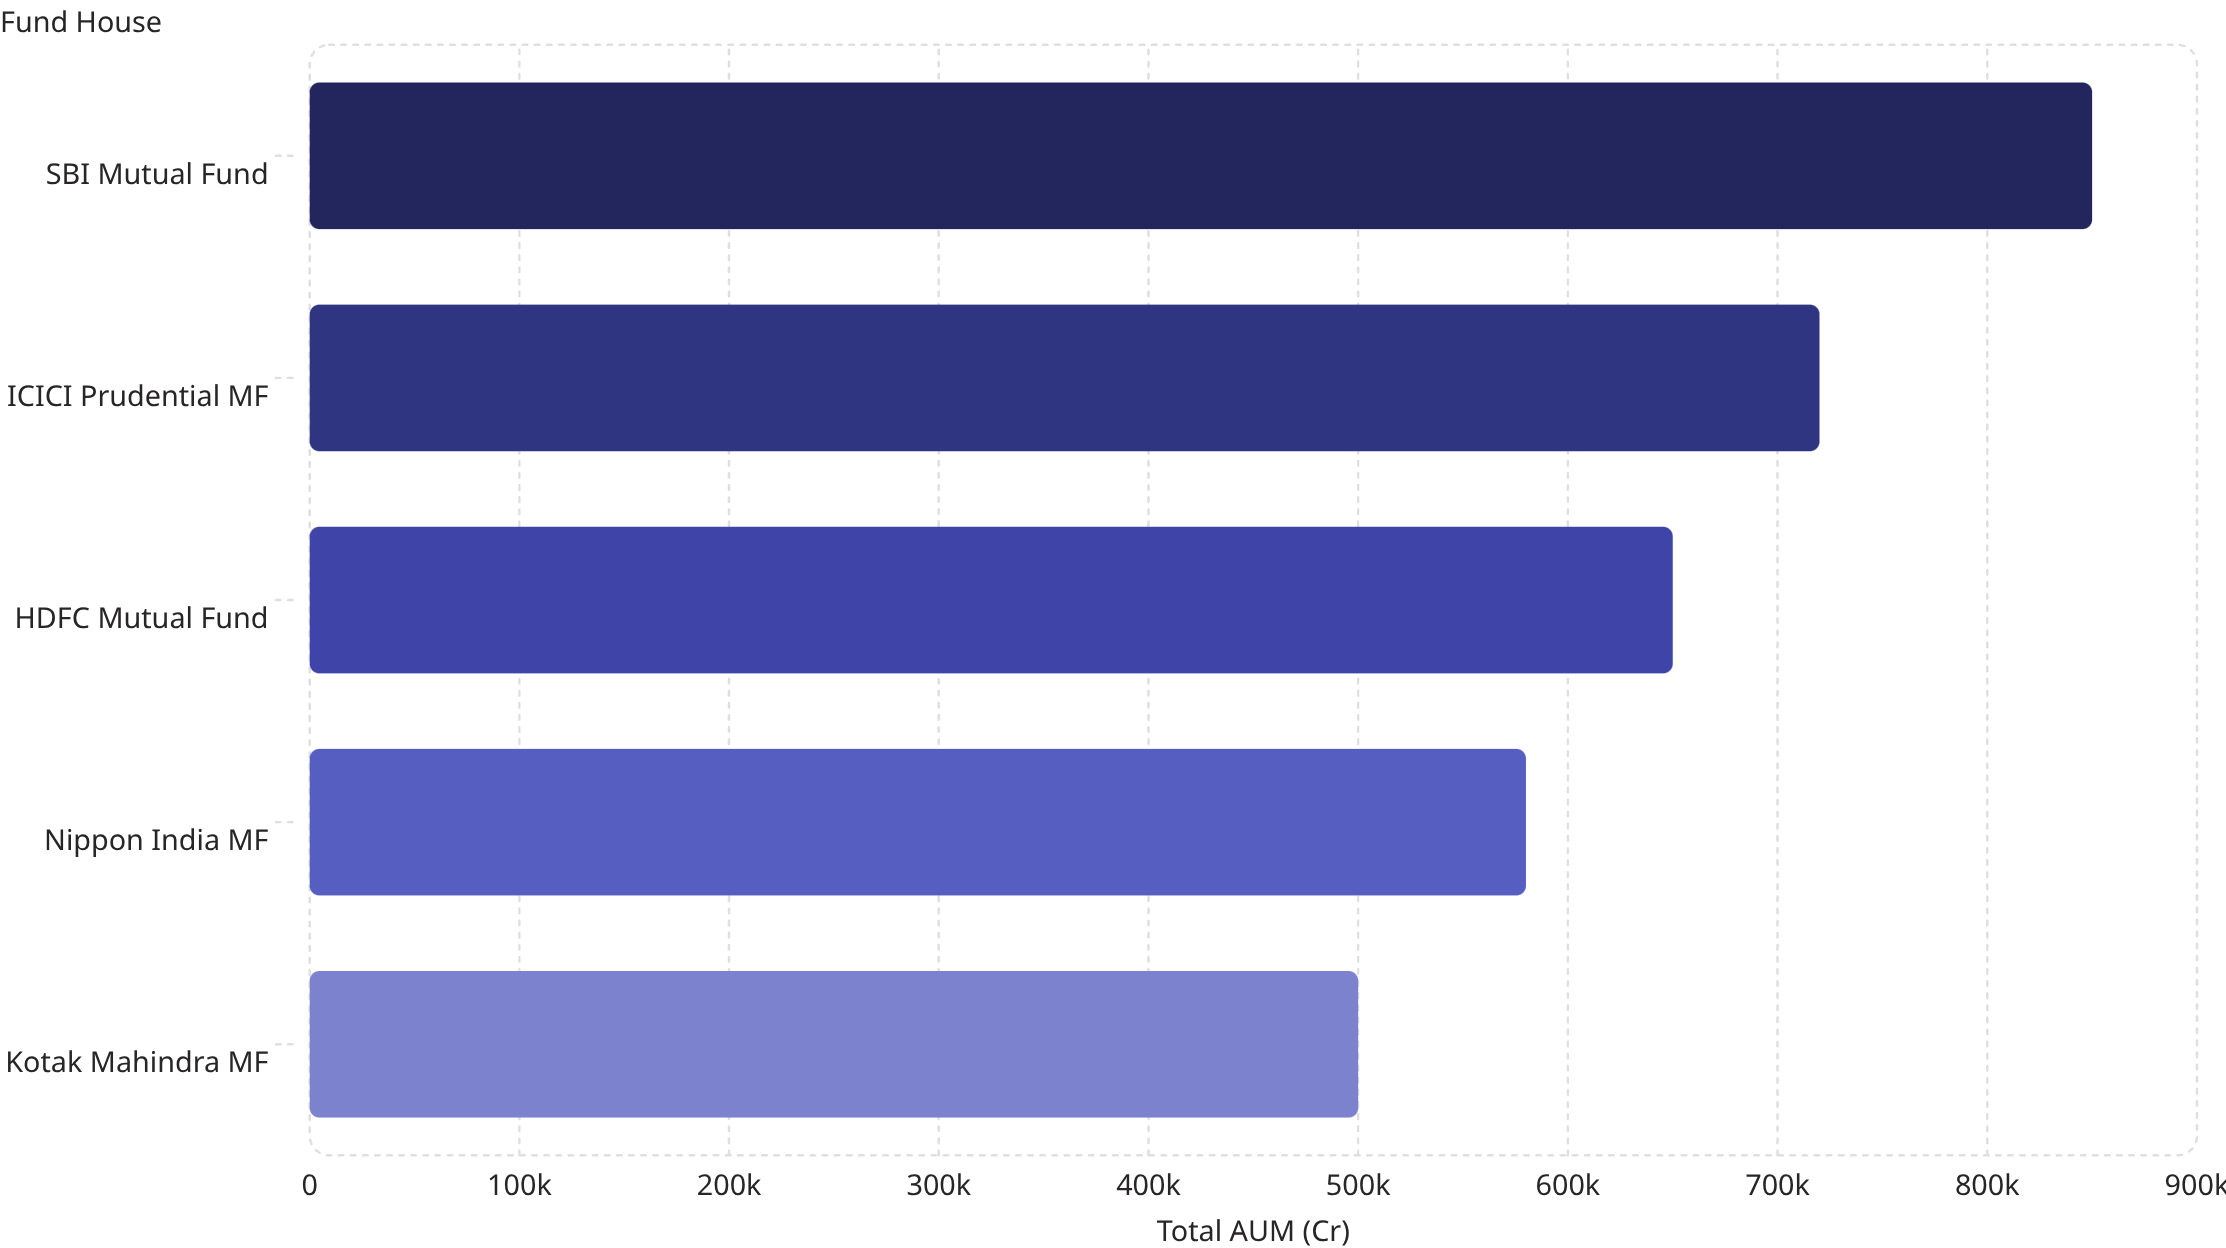 Fund House
SBI Mutual Fund
ICICI Prudential MF
HDFC Mutual Fund
Nippon India MF
Kotak Mahindra MF
0 100k 200k 300k 400k 500k 600k 700k 800k 900k
Total AUM (Cr)